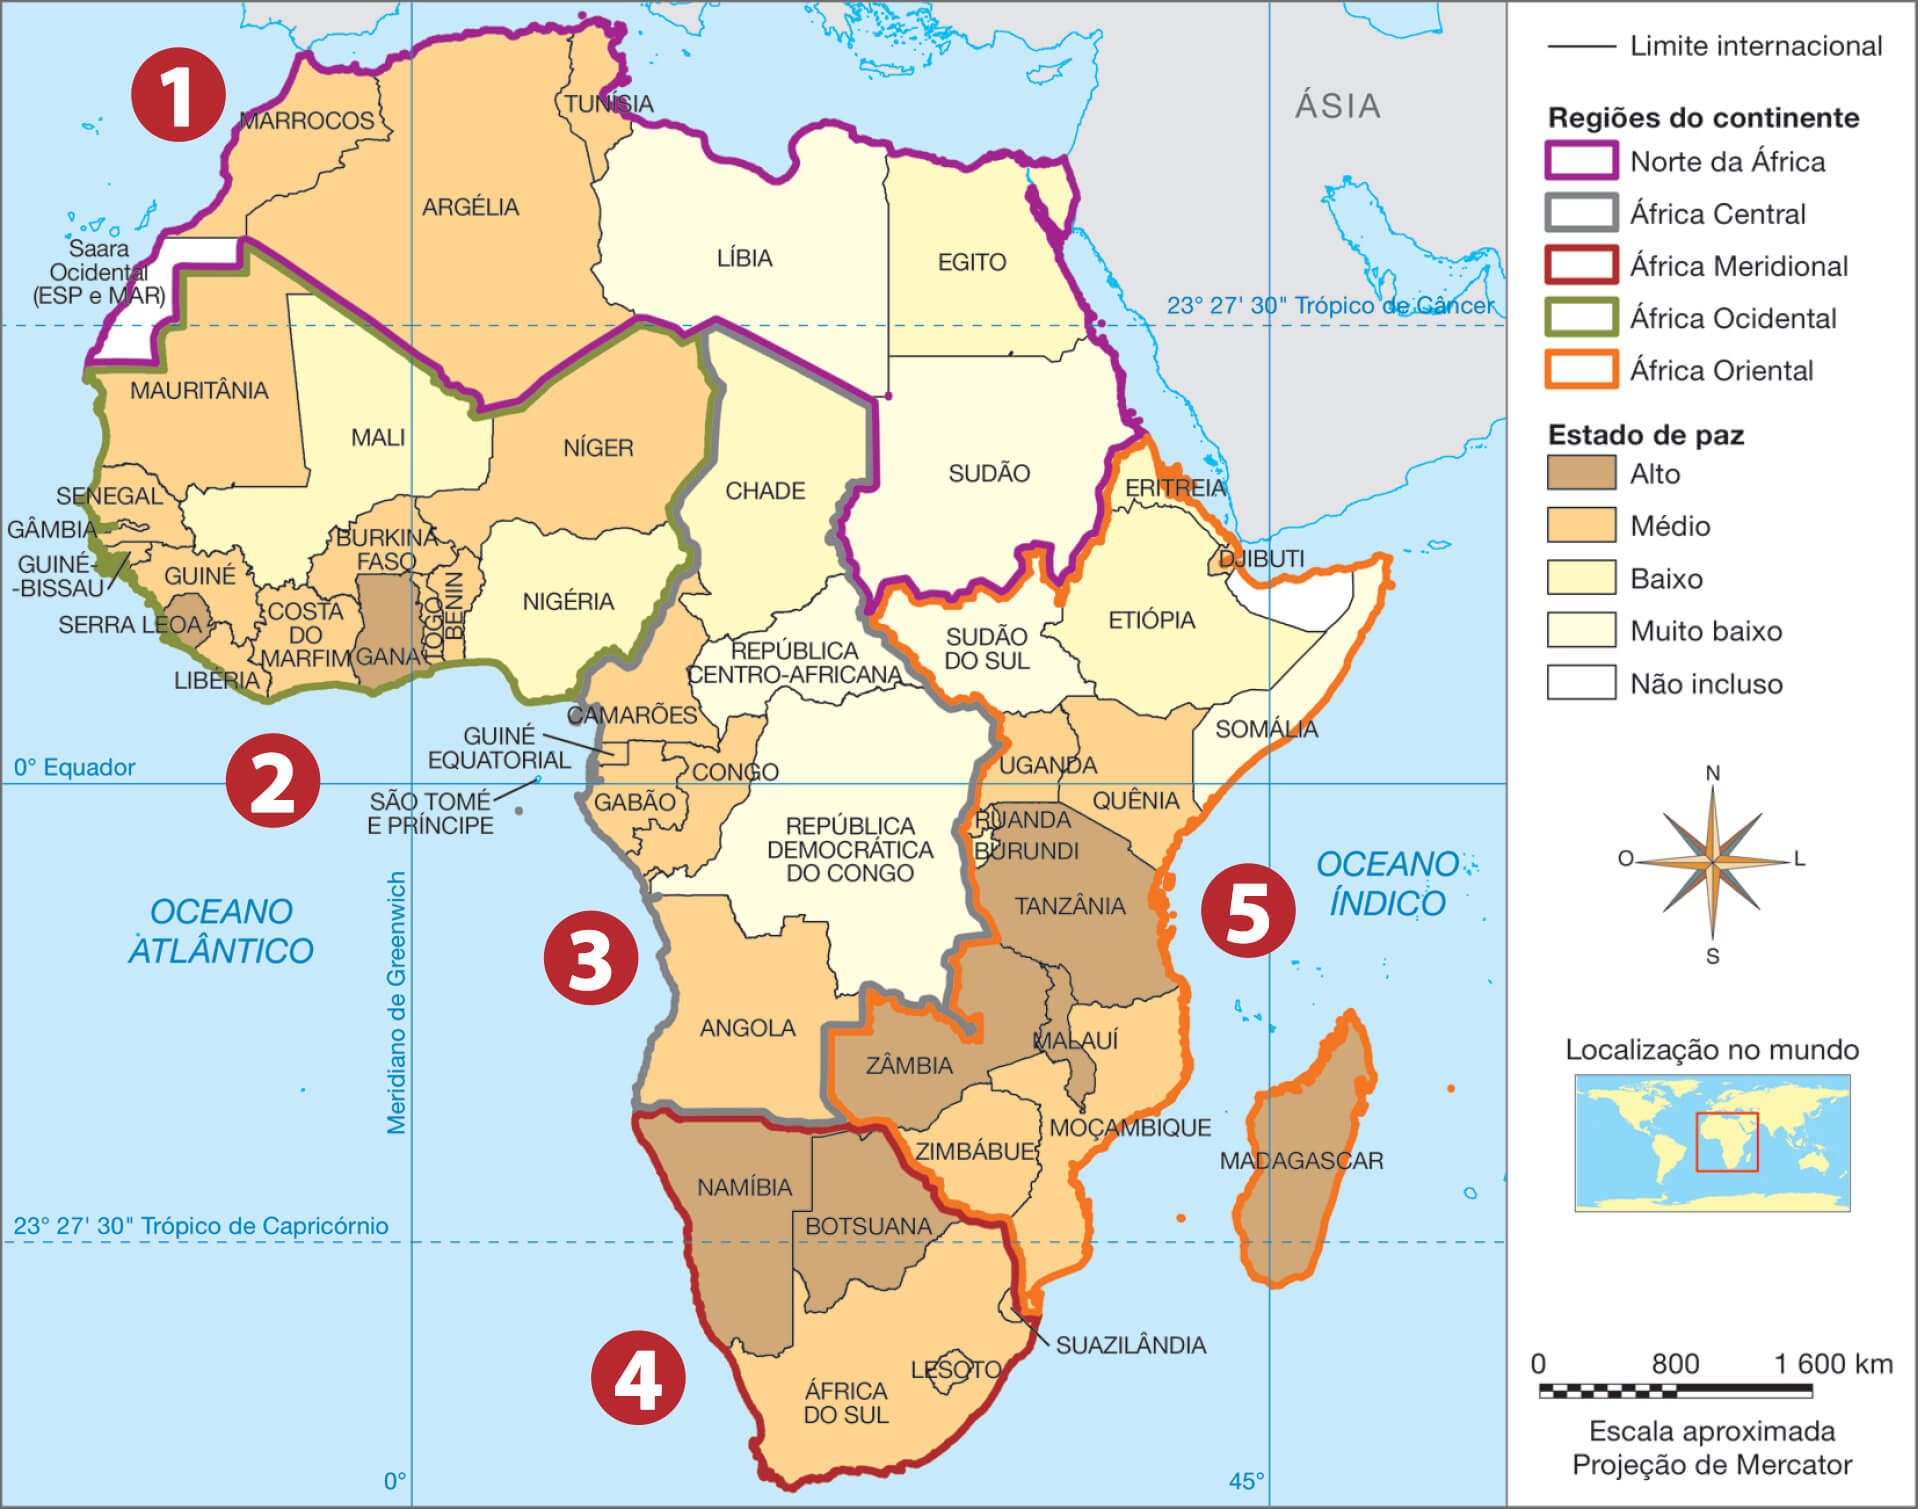 1
MARROCOS
TUNÍSIA
ARGÉLIA
LÍBIA
EGITO
ÁSIA
Saara
Ocidental
(ESP e MAR)
23° 27' 30" Trópico de Câncer
MAURITÂNIA
MALI
NÍGER
CHADE
SUDÃO
ERITREIA
SENEGAL
GÂMBIA
GUINÉ-
-BISSAU
GUINÉ
BURKINA
FASO
SERRA LEOA
COSTA
DO
MARFIM
GANA
TOGO
BENIN
NIGÉRIA
LIBÉRIA
DJIBUTI
ETIÓPIA
SUDÃO
DO SUL
REPÚBLICA
CENTRO-AFRICANA
SOMÁLIA
CAMARÕES
GUINÉ
EQUATORIAL
2
0° Equador
SÃO TOMÉ
E PRÍNCIPE
CONGO
GABÃO
UGANDA
QUÊNIA
RUANDA
BURUNDI
REPÚBLICA
DEMOCRÁTICA
DO CONGO
TANZÂNIA
5
OCEANO
ÍNDICO
OCEANO
ATLÂNTICO
Meridiano de Greenwich
3
ANGOLA
ZÂMBIA
MALAUÍ
MOÇAMBIQUE
ZIMBÁBUE
MADAGASCAR
NAMÍBIA
BOTSUANA
23° 27' 30" Trópico de Capricórnio
4
SUAZILÂNDIA
LESOTO
ÁFRICA
DO SUL
0°
45°
Limite internacional
Regiões do continente
Norte da África
África Central
África Meridional
África Ocidental
África Oriental
Estado de paz
Alto
Médio
Baixo
Muito baixo
Não incluso
N
O
L
S
Localização no mundo
0 800 1 600 km
Escala aproximada
Projeção de Mercator